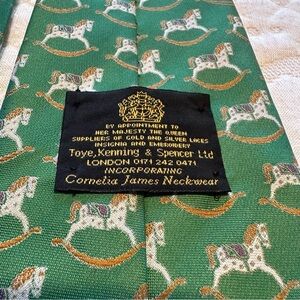 BY APPOINTMENT TO
HER MAJESTY THE QUEEN
SUPPLIERS OF GOLD AND SILVER LACES
INSIGNIA AND EMBROIDERY
Toye, Kenning & Spencer Ltd
LONDON 0171 242 0471
INCORPORATING
Cornelia James Neckwear